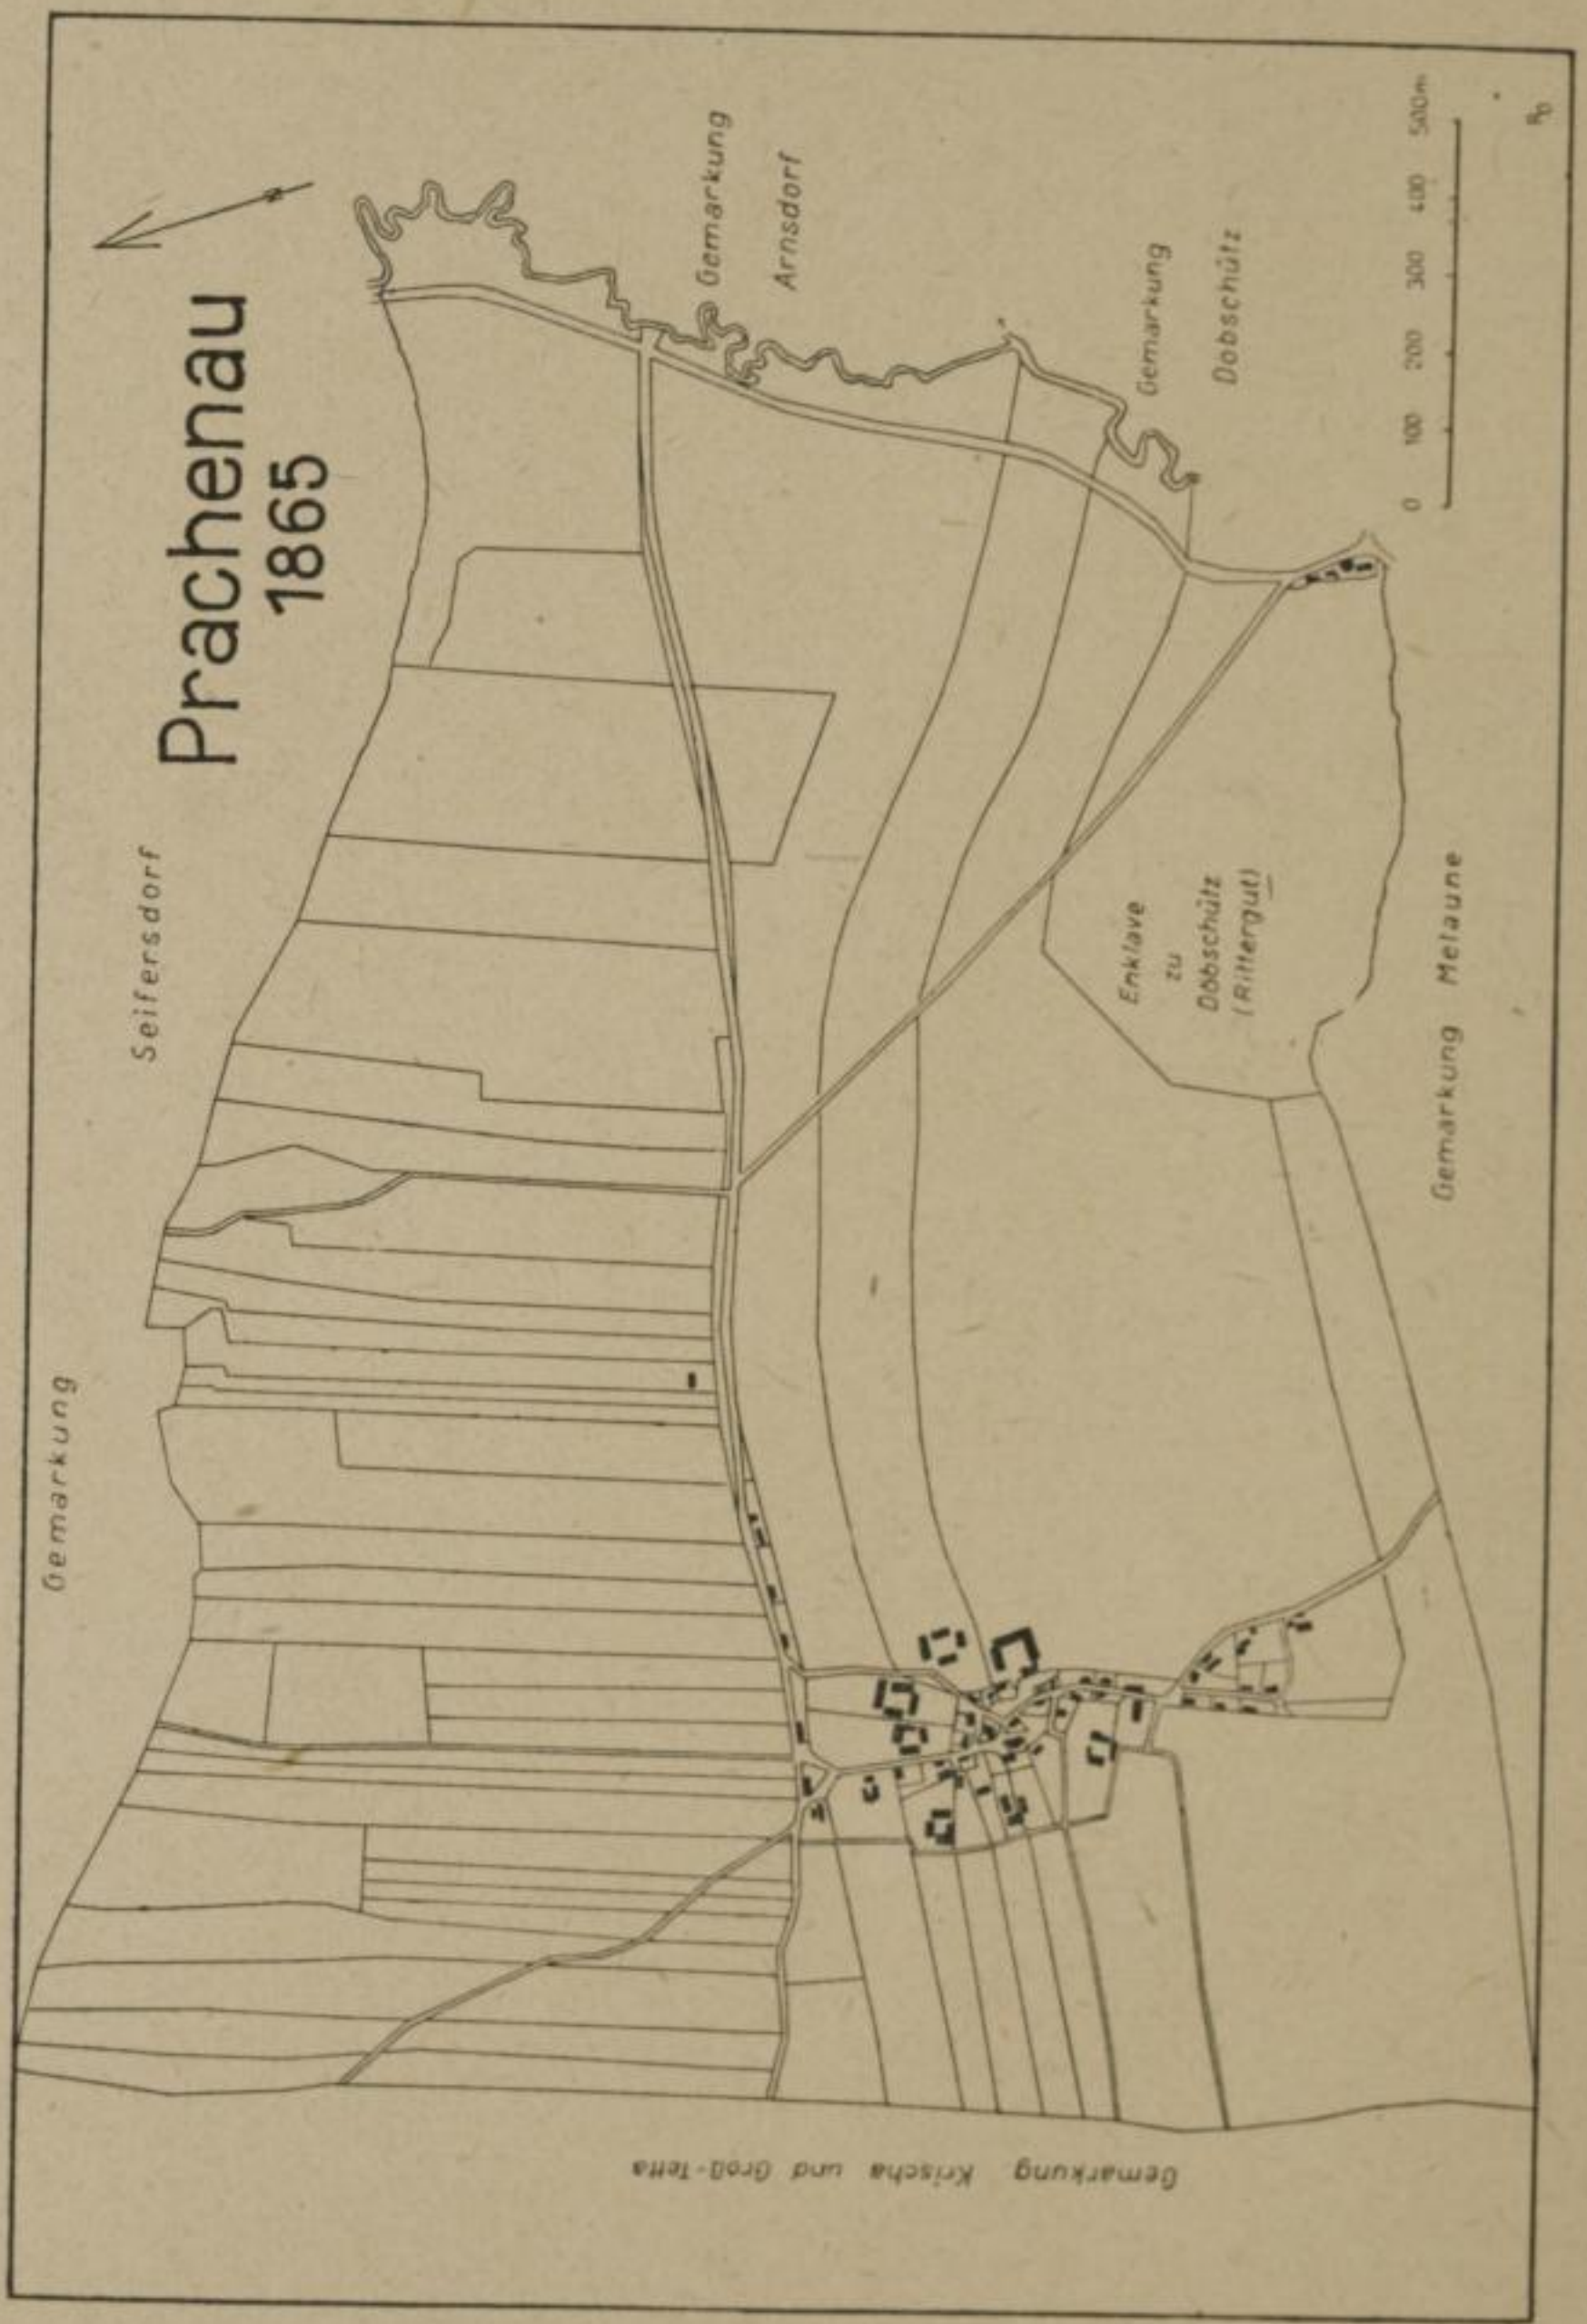 Prachenau
1865
Gemarkung Seifersdorf
Gemarkung
Arnsdorf
Gemarkung
Dobschütz
Enklave
zu
Dobschütz
(Rittergut)
Gemarkung Melaune
Gemarkung Krischa und Groß-Tetta
0 100 200 300 400 500m